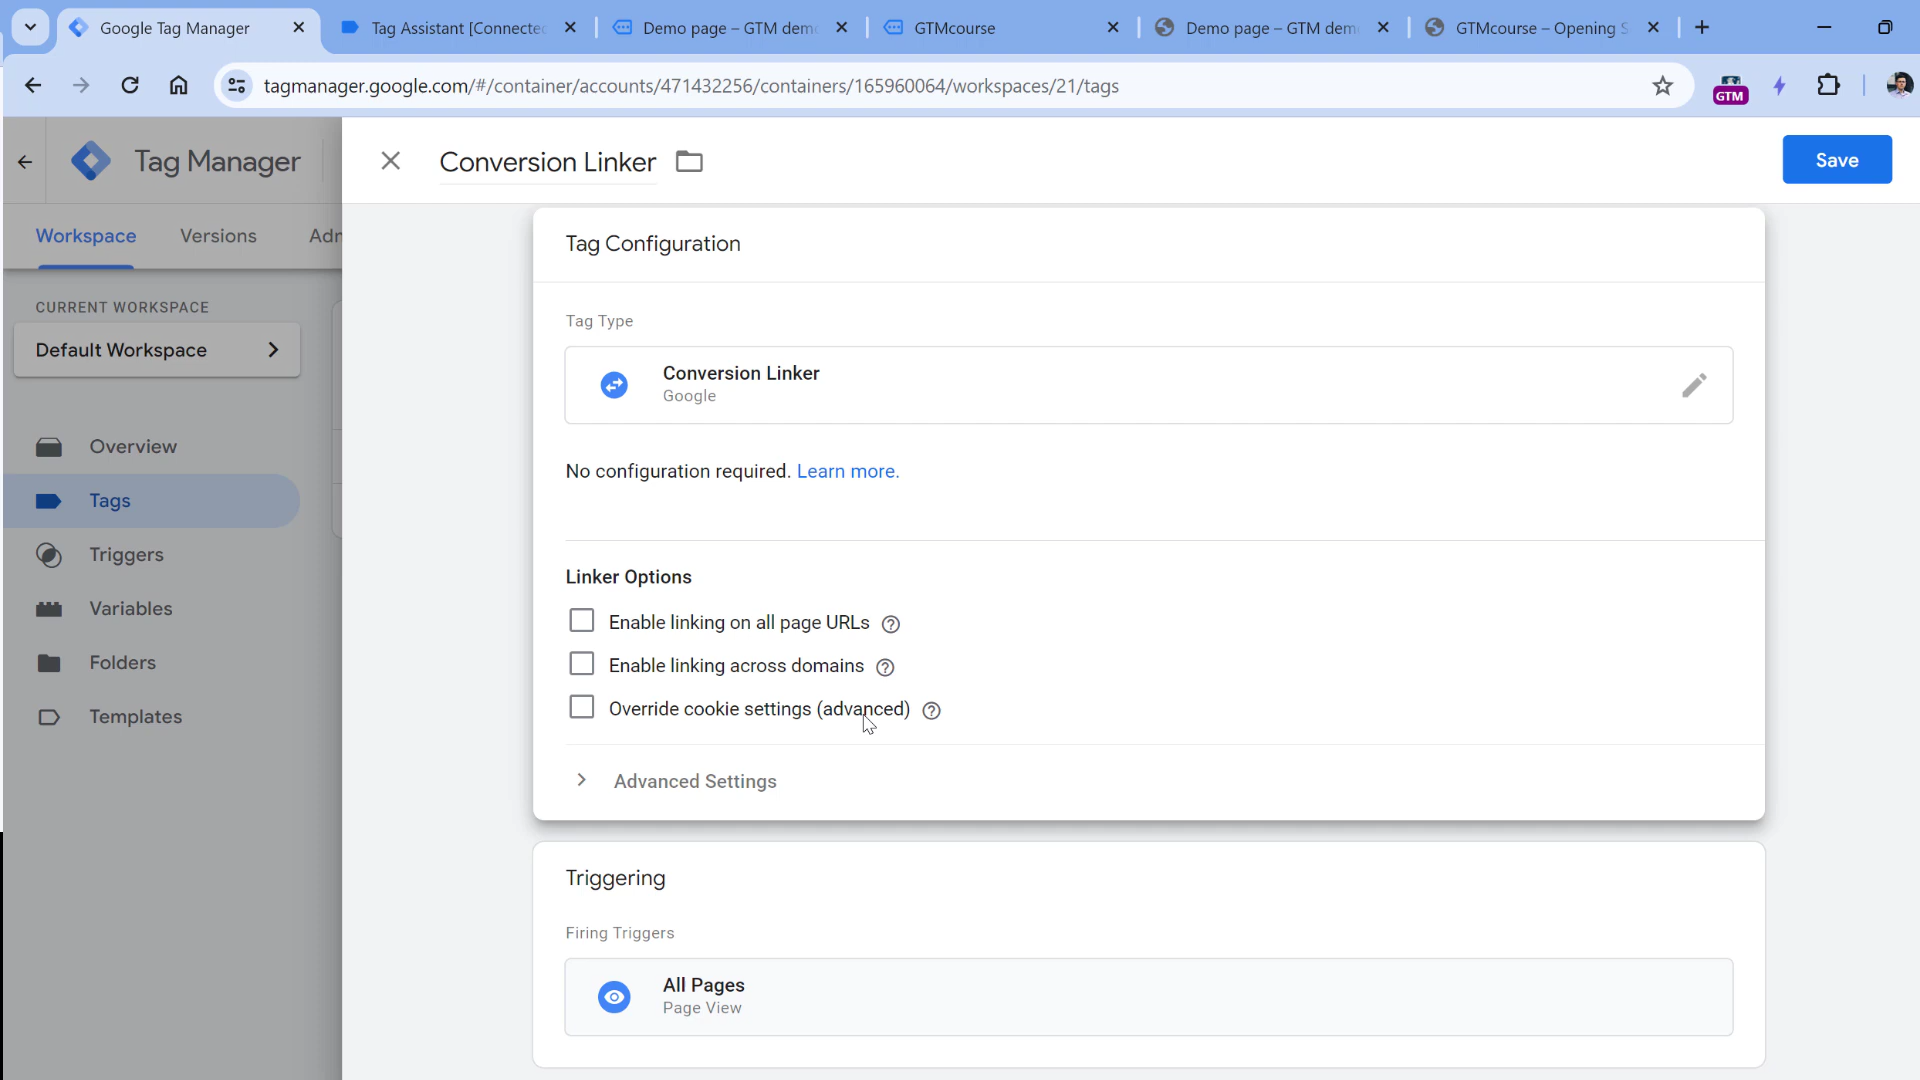 Google Tag Manager
Tag Assistant [Connected
Demo page – GTM demo
GTMcourse
Demo page – GTM demo
GTMcourse – Opening S
tagmanager.google.com/#/container/accounts/471432256/containers/165960064/workspaces/21/tags
GTM
Tag Manager
Conversion Linker
Save
Workspace
Versions
Adm
CURRENT WORKSPACE
Default Workspace
Overview
Tags
Triggers
Variables
Folders
Templates
Tag Configuration
Tag Type
Conversion Linker
Google
No configuration required. Learn more.
Linker Options
Enable linking on all page URLs
Enable linking across domains
Override cookie settings (advanced)
Advanced Settings
Triggering
Firing Triggers
All Pages
Page View